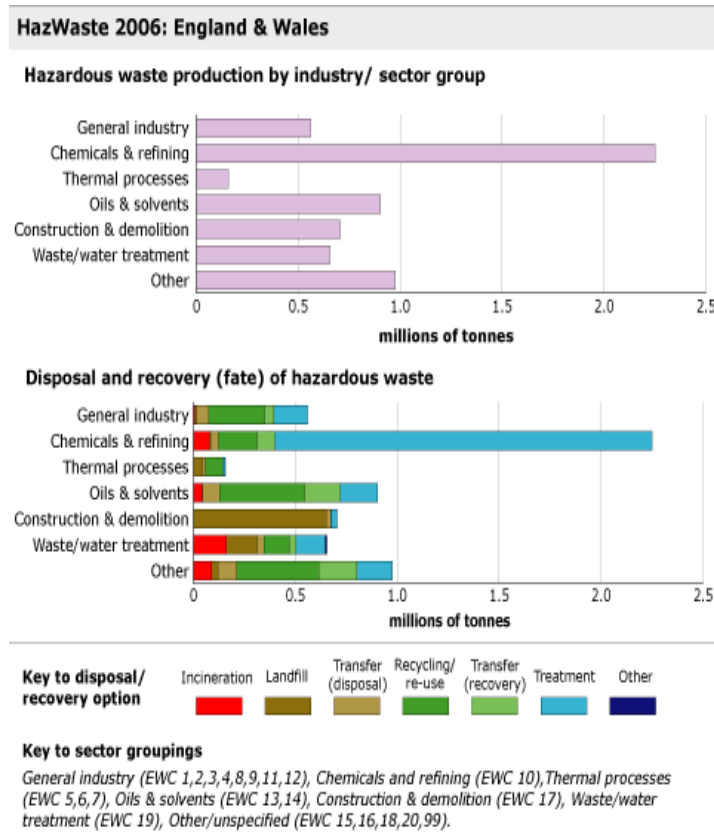 HazWaste 2006: England & Wales
Hazardous waste production by industry/ sector group
General industry
Chemicals & refining
Thermal processes
Oils & solvents
Construction & demolition
Waste/water treatment
Other
0 0.5 1.0 1.5 2.0 2.5
millions of tonnes
Disposal and recovery (fate) of hazardous waste
General industry
Chemicals & refining
Thermal processes
Oils & solvents
Construction & demolition
Waste/water treatment
Other
0 0.5 1.0 1.5 2.0 2.5
millions of tonnes
Key to disposal/
recovery option
Incineration
Landfill
Transfer
(disposal)
Recycling/
re-use
Transfer
(recovery)
Treatment
Other
Key to sector groupings
General industry (EWC 1,2,3,4,8,9,11,12), Chemicals and refining (EWC 10),Thermal processes
(EWC 5,6,7), Oils & solvents (EWC 13,14), Construction & demolition (EWC 17), Waste/water
treatment (EWC 19), Other/unspecified (EWC 15,16,18,20,99).